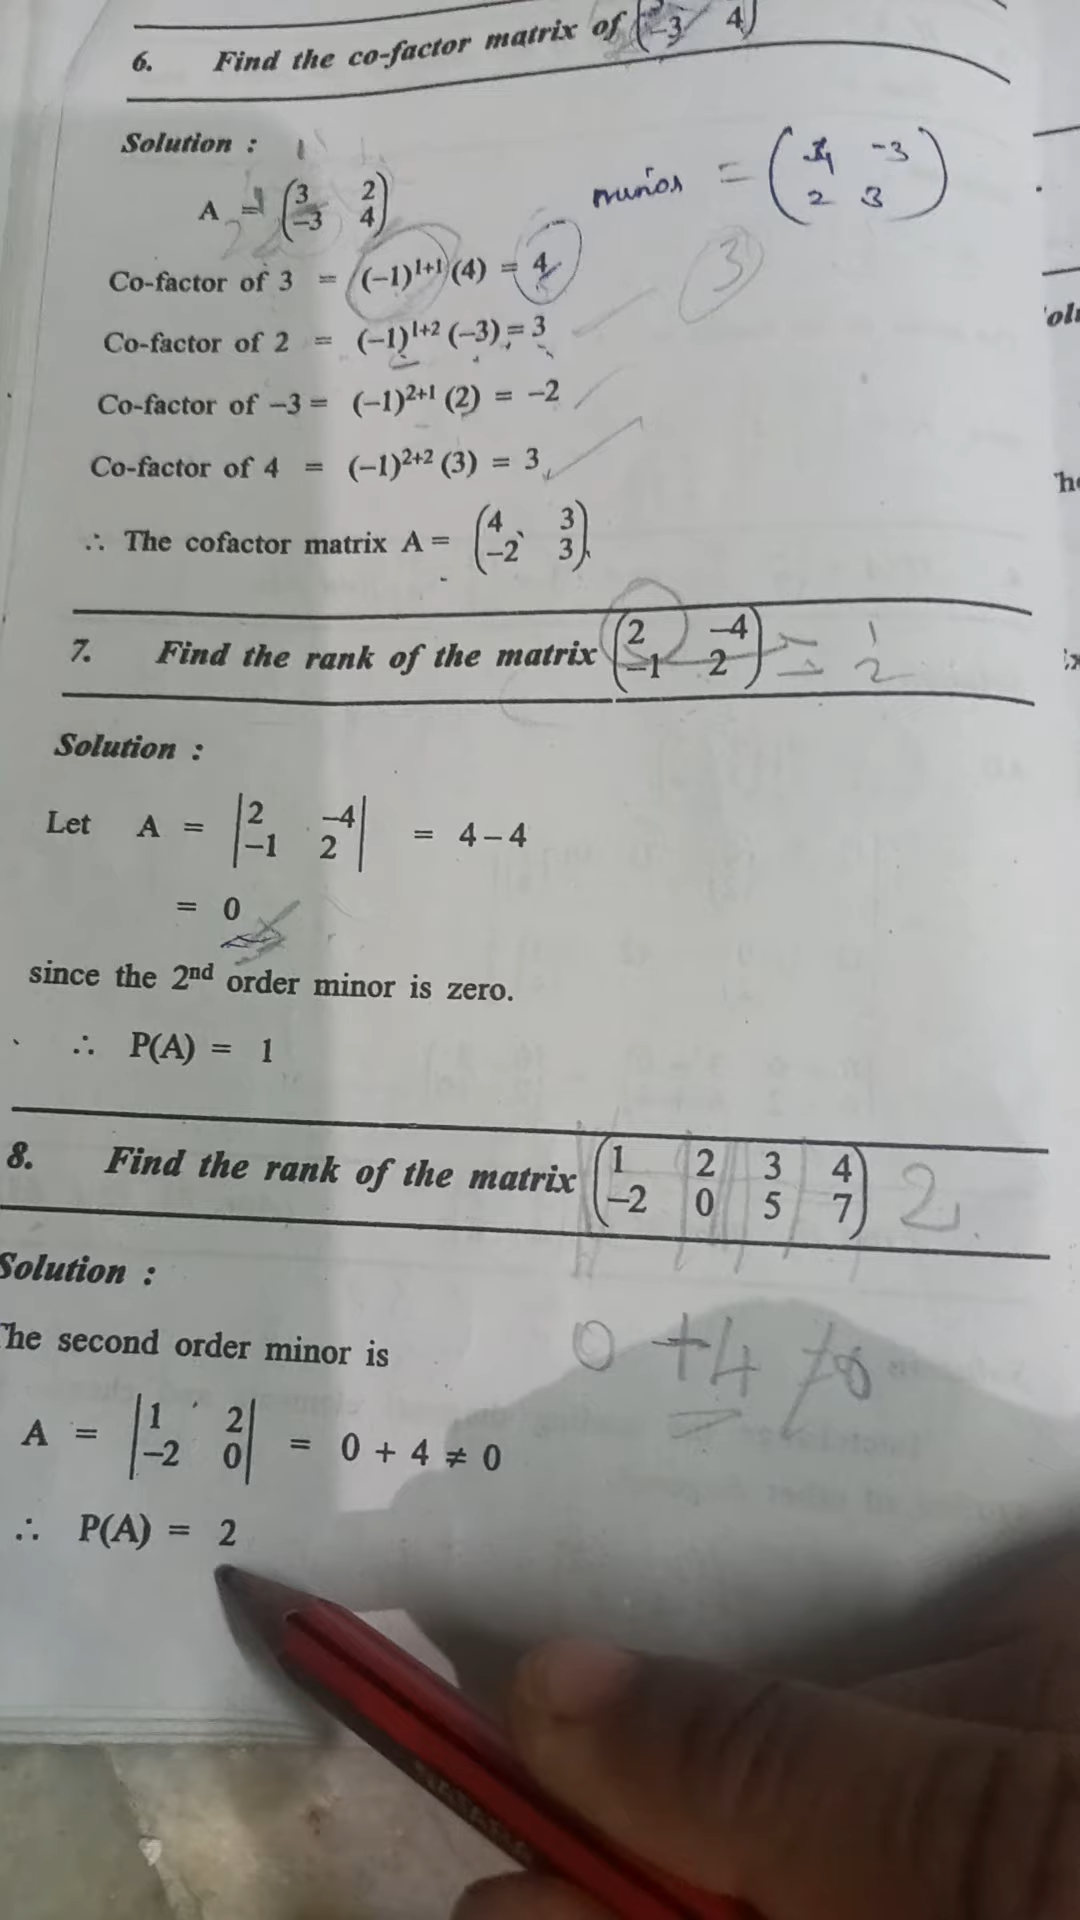 6. Find the co-factor matrix of ( -3 4)
Solution :
A = (3 2
-3 4)
minors = (4 -3
2 3)
Co-factor of 3 = (-1)¹⁺¹ (4) = 4
3
Co-factor of 2 = (-1)¹⁺² (-3) = 3
Co-factor of -3 = (-1)²⁺¹ (2) = -2
Co-factor of 4 = (-1)²⁺² (3) = 3
∴ The cofactor matrix A = (4 3
-2 3)
7. Find the rank of the matrix (2 -4
-1 2) = 1
2
Solution :
Let A = |2 -4
-1 2| = 4 - 4
= 0
since the 2nd order minor is zero.
∴ P(A) = 1
8. Find the rank of the matrix (1 2 3 4
-2 0 5 7) 2
Solution :
The second order minor is
0 + 4 ≠ 0
A = |1 2
-2 0| = 0 + 4 ≠ 0
∴ P(A) = 2